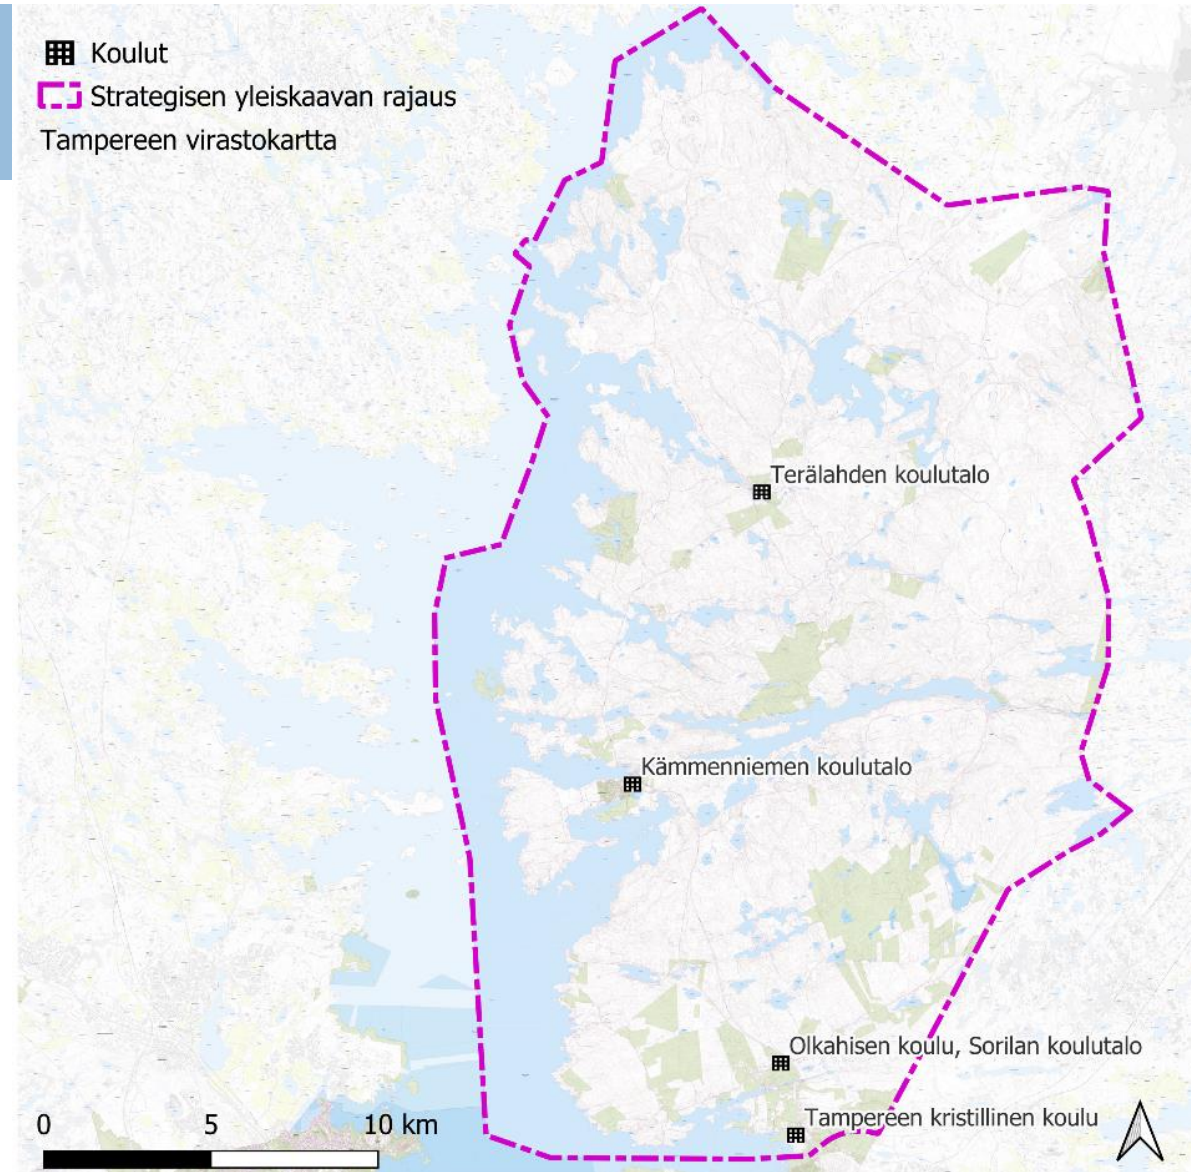 Koulut
Strategisen yleiskaavan rajaus
Tampereen virastokartta
Terälahden koulutalo
Kämmenniemen koulutalo
Olkahisen koulu, Sorilan koulutalo
Tampereen kristillinen koulu
0 5 10 km